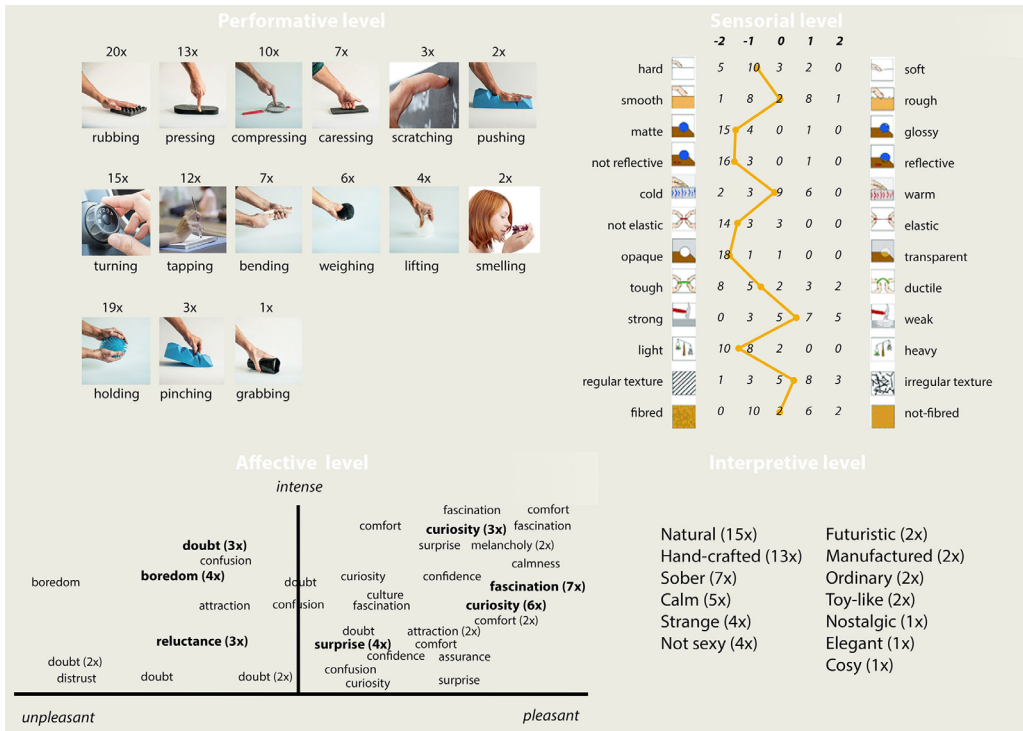 Performative level
20x 13x 10x 7x 3x 2x
rubbing pressing compressing caressing scratching pushing
15x 12x 7x 6x 4x 2x
turning tapping bending weighing lifting smelling
19x 3x 1x
holding pinching grabbing
Sensorial level
-2 -1 0 1 2
hard 5 10 3 2 0 soft
smooth 1 8 2 8 1 rough
matte 15 4 0 1 0 glossy
not reflective 16 3 0 1 0 reflective
cold 2 3 9 6 0 warm
not elastic 14 3 3 0 0 elastic
opaque 18 1 1 0 0 transparent
tough 8 5 2 3 2 ductile
strong 0 3 5 7 5 weak
light 10 8 2 0 0 heavy
regular texture 1 3 5 8 3 irregular texture
fibred 0 10 2 6 2 not-fibred
Affective level
intense
fascination comfort
comfort curiosity (3x) fascination
doubt (3x) surprise melancholy (2x)
confusion calmness
boredom boredom (4x) doubt curiosity confidence
fascination (7x)
culture
attraction confusion fascination curiosity (6x)
comfort (2x)
doubt attraction (2x)
reluctance (3x) surprise (4x) comfort
confidence assurance
doubt (2x) confusion
distrust doubt doubt (2x) curiosity surprise
unpleasant pleasant
Interpretive level
Natural (15x)
Hand-crafted (13x)
Sober (7x)
Calm (5x)
Strange (4x)
Not sexy (4x)
Futuristic (2x)
Manufactured (2x)
Ordinary (2x)
Toy-like (2x)
Nostalgic (1x)
Elegant (1x)
Cosy (1x)